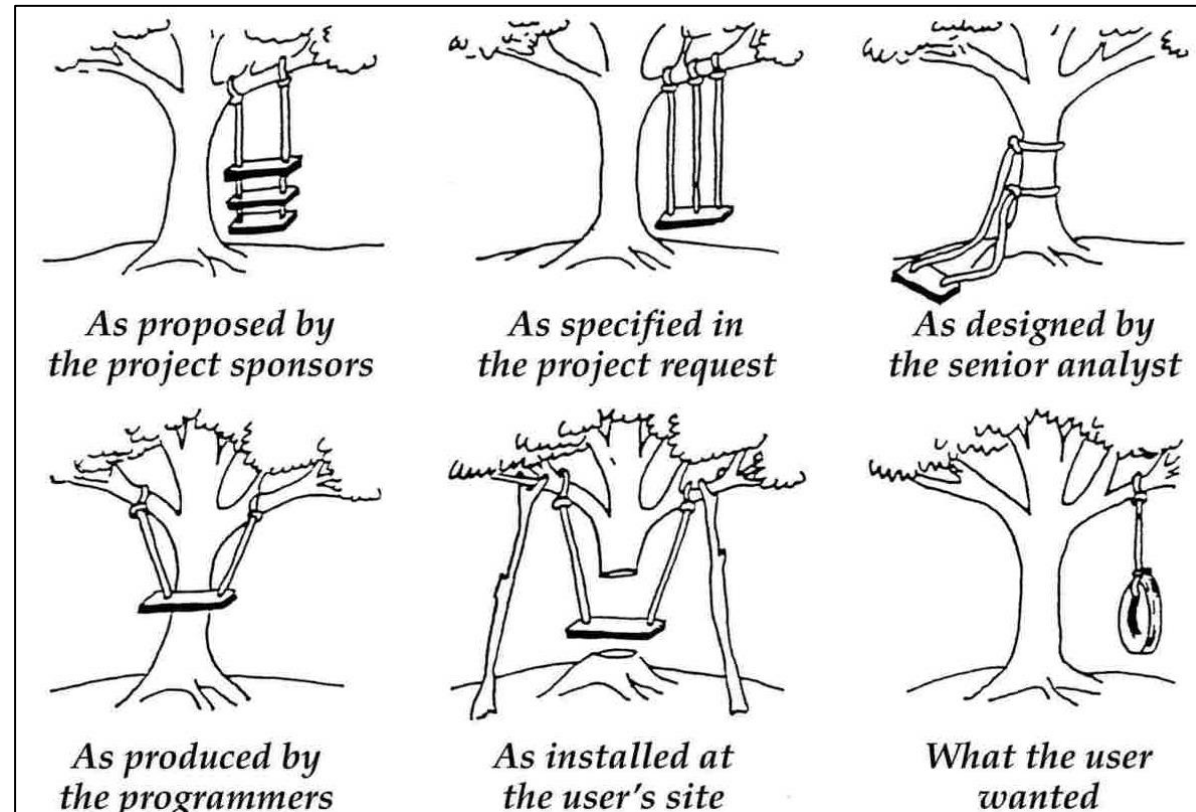 As proposed by
the project sponsors
As specified in
the project request
As designed by
the senior analyst
As produced by
the programmers
As installed at
the user's site
What the user
wanted